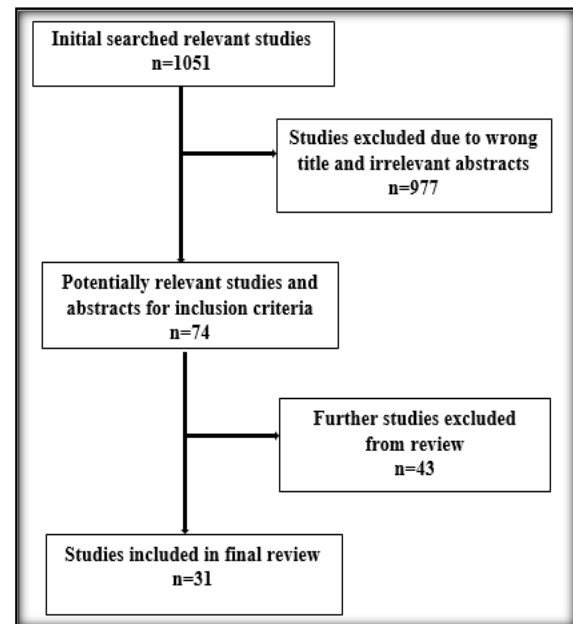 Initial searched relevant studies
n=1051
Studies excluded due to wrong
title and irrelevant abstracts
n=977
Potentially relevant studies and
abstracts for inclusion criteria
n=74
Further studies excluded
from review
n=43
Studies included in final review
n=31